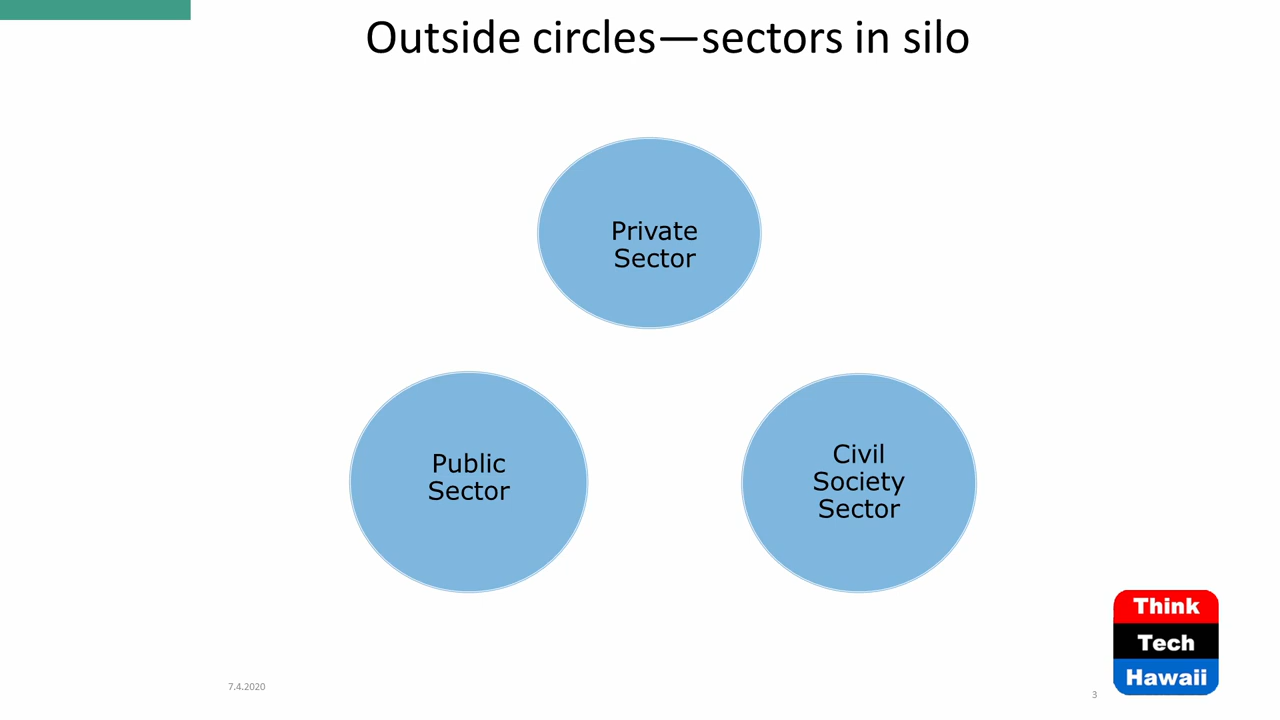 Outside circles—sectors in silo
Private
Sector
Public
Sector
Civil
Society
Sector
Think
Tech
Hawaii
7.4.2020
3